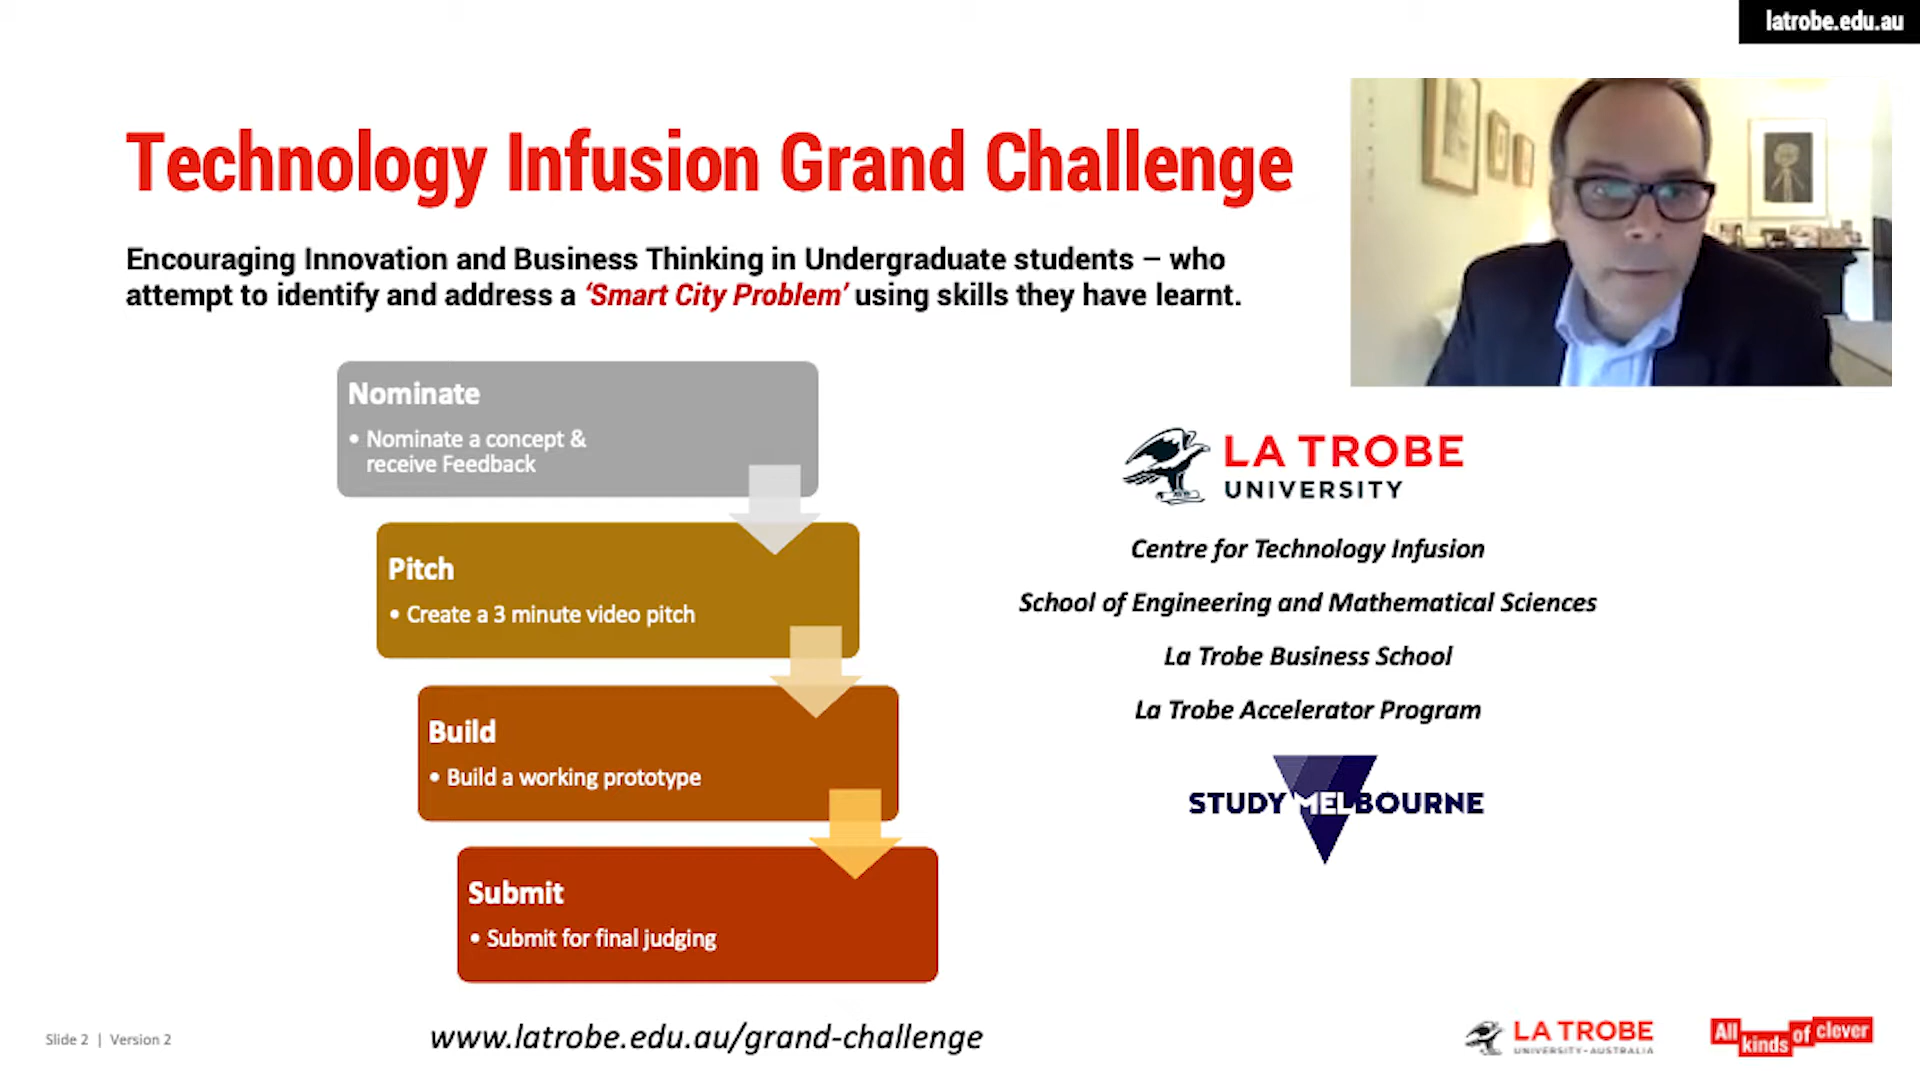 latrobe.edu.au
Technology Infusion Grand Challenge
Encouraging Innovation and Business Thinking in Undergraduate students – who
attempt to identify and address a ‘Smart City Problem’ using skills they have learnt.
Nominate
• Nominate a concept &
receive Feedback
Pitch
• Create a 3 minute video pitch
Build
• Build a working prototype
Submit
• Submit for final judging
LA TROBE
UNIVERSITY
Centre for Technology Infusion
School of Engineering and Mathematical Sciences
La Trobe Business School
La Trobe Accelerator Program
STUDY MELBOURNE
Slide 2 | Version 2
www.latrobe.edu.au/grand-challenge
LA TROBE
UNIVERSITY-AUSTRALIA
All kinds of clever